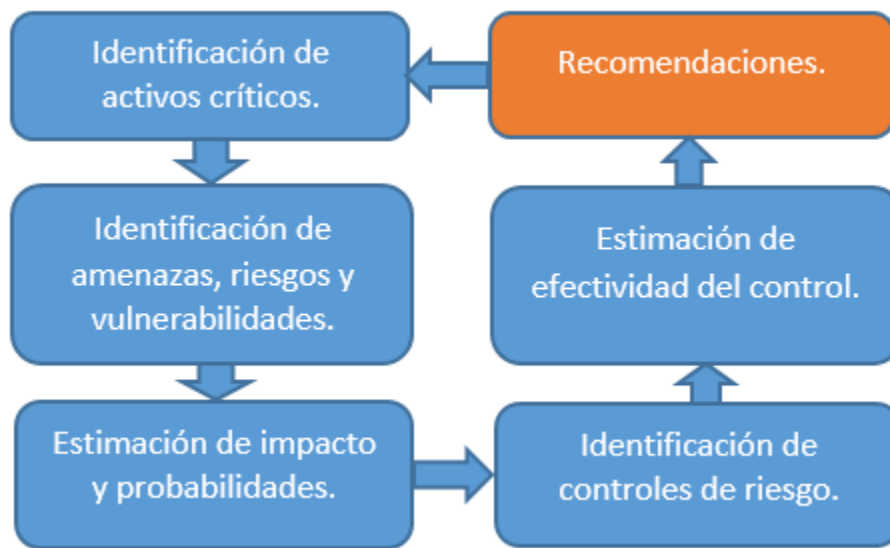 Identificación de
activos críticos.
Recomendaciones.
Identificación de
amenazas, riesgos y
vulnerabilidades.
Estimación de
efectividad del control.
Estimación de impacto
y probabilidades.
Identificación de
controles de riesgo.